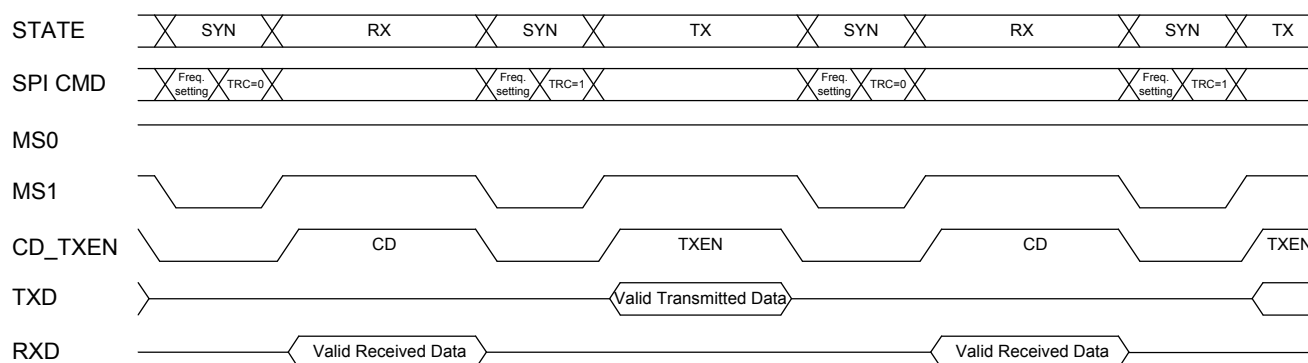 STATE SYN RX SYN TX SYN RX SYN TX
SPI CMD Freq. setting TRC=0 Freq. setting TRC=1 Freq. setting TRC=0 Freq. setting TRC=1
MS0
MS1
CD_TXEN CD TXEN CD TXEN
TXD Valid Transmitted Data
RXD Valid Received Data Valid Received Data